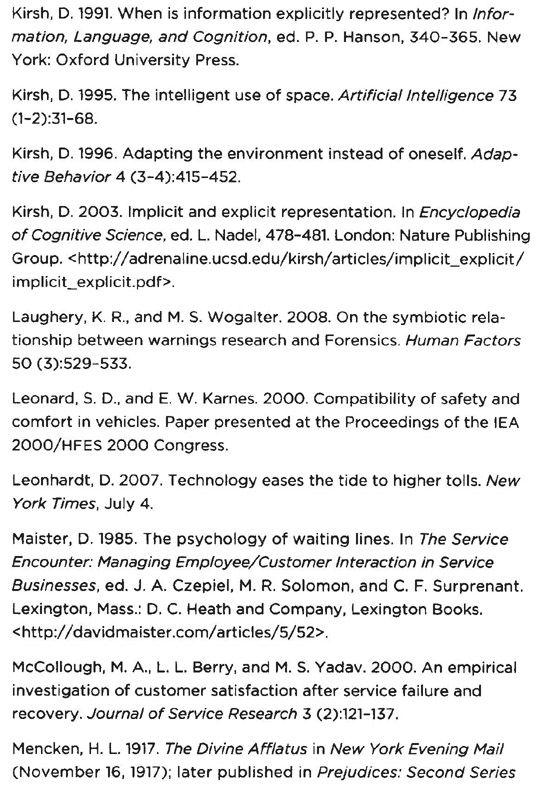 Kirsh, D. 1991. When is information explicitly represented? In Infor-
mation, Language, and Cognition, ed. P. P. Hanson, 340–365. New
York: Oxford University Press.
Kirsh, D. 1995. The intelligent use of space. Artificial Intelligence 73
(1–2):31–68.
Kirsh, D. 1996. Adapting the environment instead of oneself. Adap-
tive Behavior 4 (3–4):415–452.
Kirsh, D. 2003. Implicit and explicit representation. In Encyclopedia
of Cognitive Science, ed. L. Nadel, 478–481. London: Nature Publishing
Group. <http://adrenaline.ucsd.edu/kirsh/articles/implicit_explicit/
implicit_explicit.pdf>.
Laughery, K. R., and M. S. Wogalter. 2008. On the symbiotic rela-
tionship between warnings research and Forensics. Human Factors
50 (3):529–533.
Leonard, S. D., and E. W. Karnes. 2000. Compatibility of safety and
comfort in vehicles. Paper presented at the Proceedings of the IEA
2000/HFES 2000 Congress.
Leonhardt, D. 2007. Technology eases the tide to higher tolls. New
York Times, July 4.
Maister, D. 1985. The psychology of waiting lines. In The Service
Encounter: Managing Employee/Customer Interaction in Service
Businesses, ed. J. A. Czepiel, M. R. Solomon, and C. F. Surprenant.
Lexington, Mass.: D. C. Heath and Company, Lexington Books.
<http://davidmaister.com/articles/5/52>.
McCollough, M. A., L. L. Berry, and M. S. Yadav. 2000. An empirical
investigation of customer satisfaction after service failure and
recovery. Journal of Service Research 3 (2):121–137.
Mencken, H. L. 1917. The Divine Afflatus in New York Evening Mail
(November 16, 1917); later published in Prejudices: Second Series